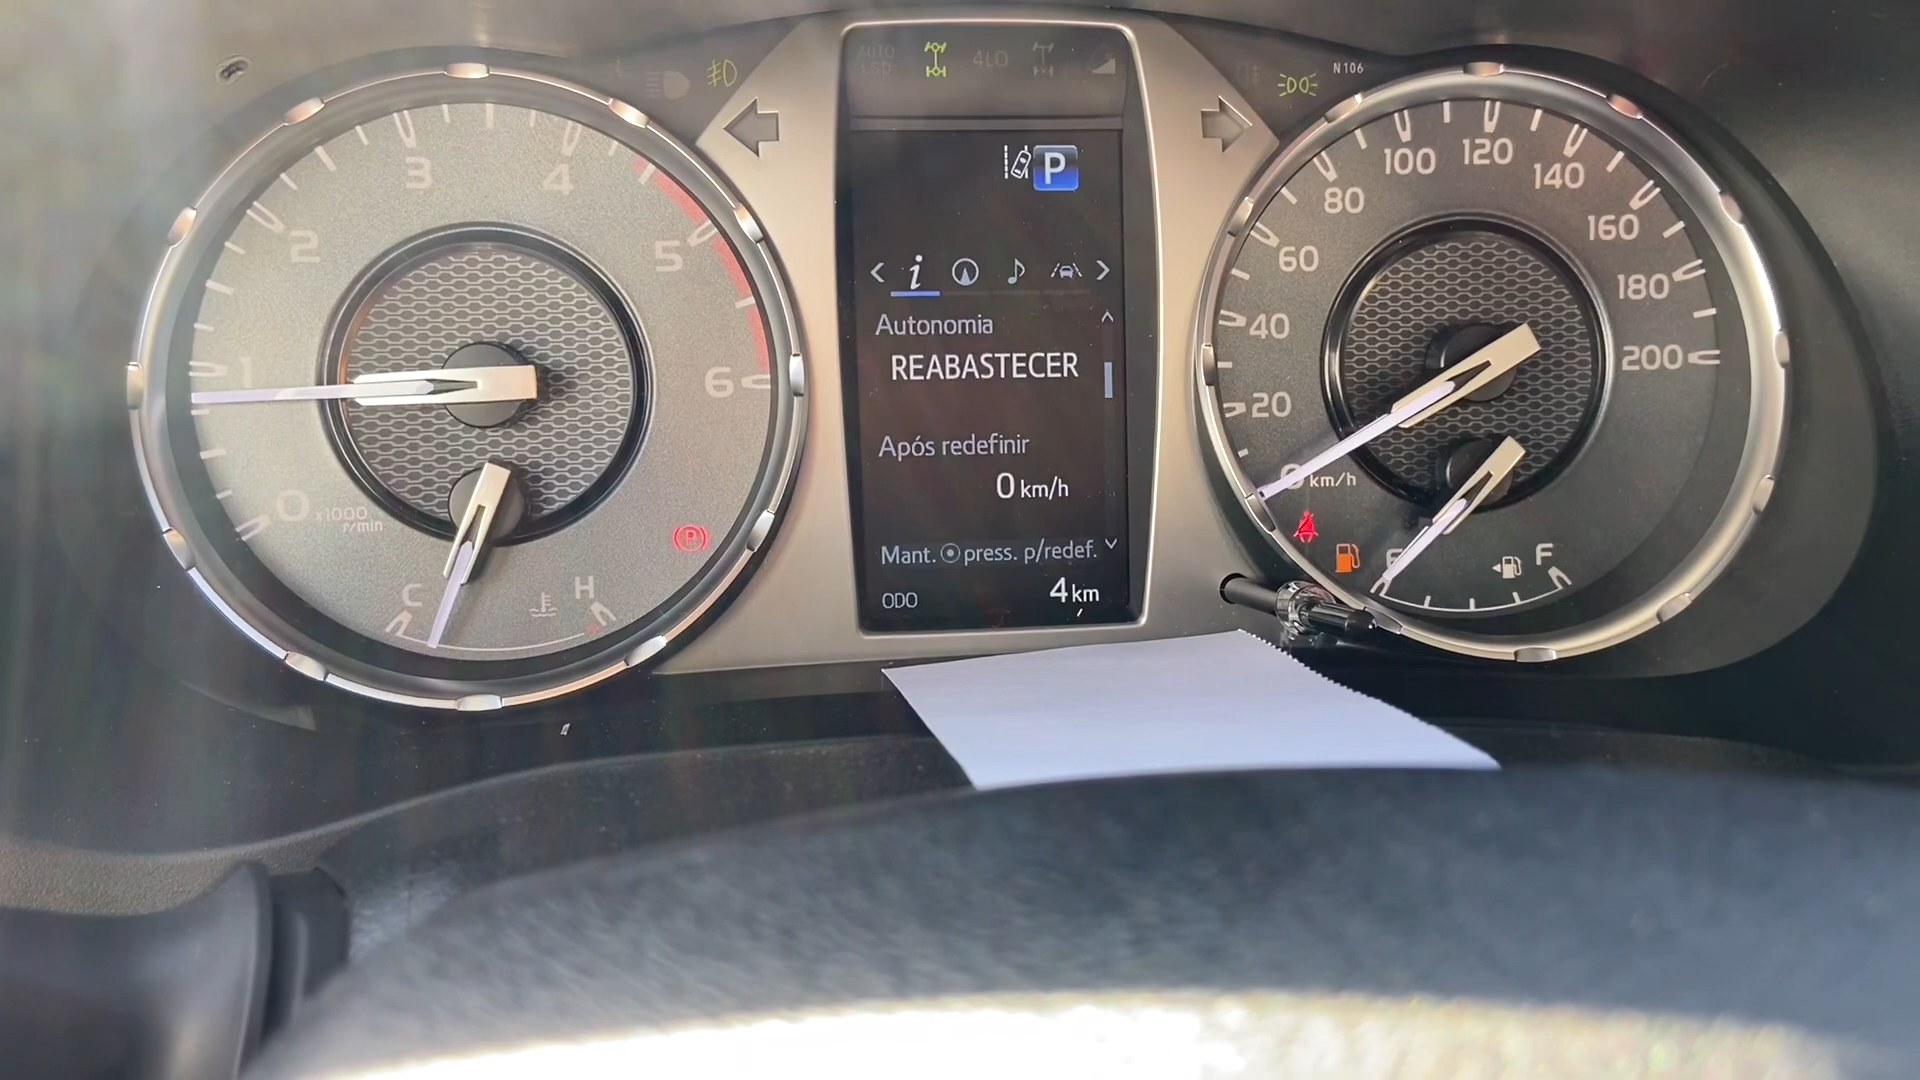 AUTO
LSD
4LO
N106
P
i
Autonomia
REABASTECER
Após redefinir
0 km/h
Mant. press. p/redef.
ODO
4 km
0
1
2
3
4
5
6
x1000
r/min
C
H
P
0
20
40
60
80
100
120
140
160
180
200
km/h
E
F